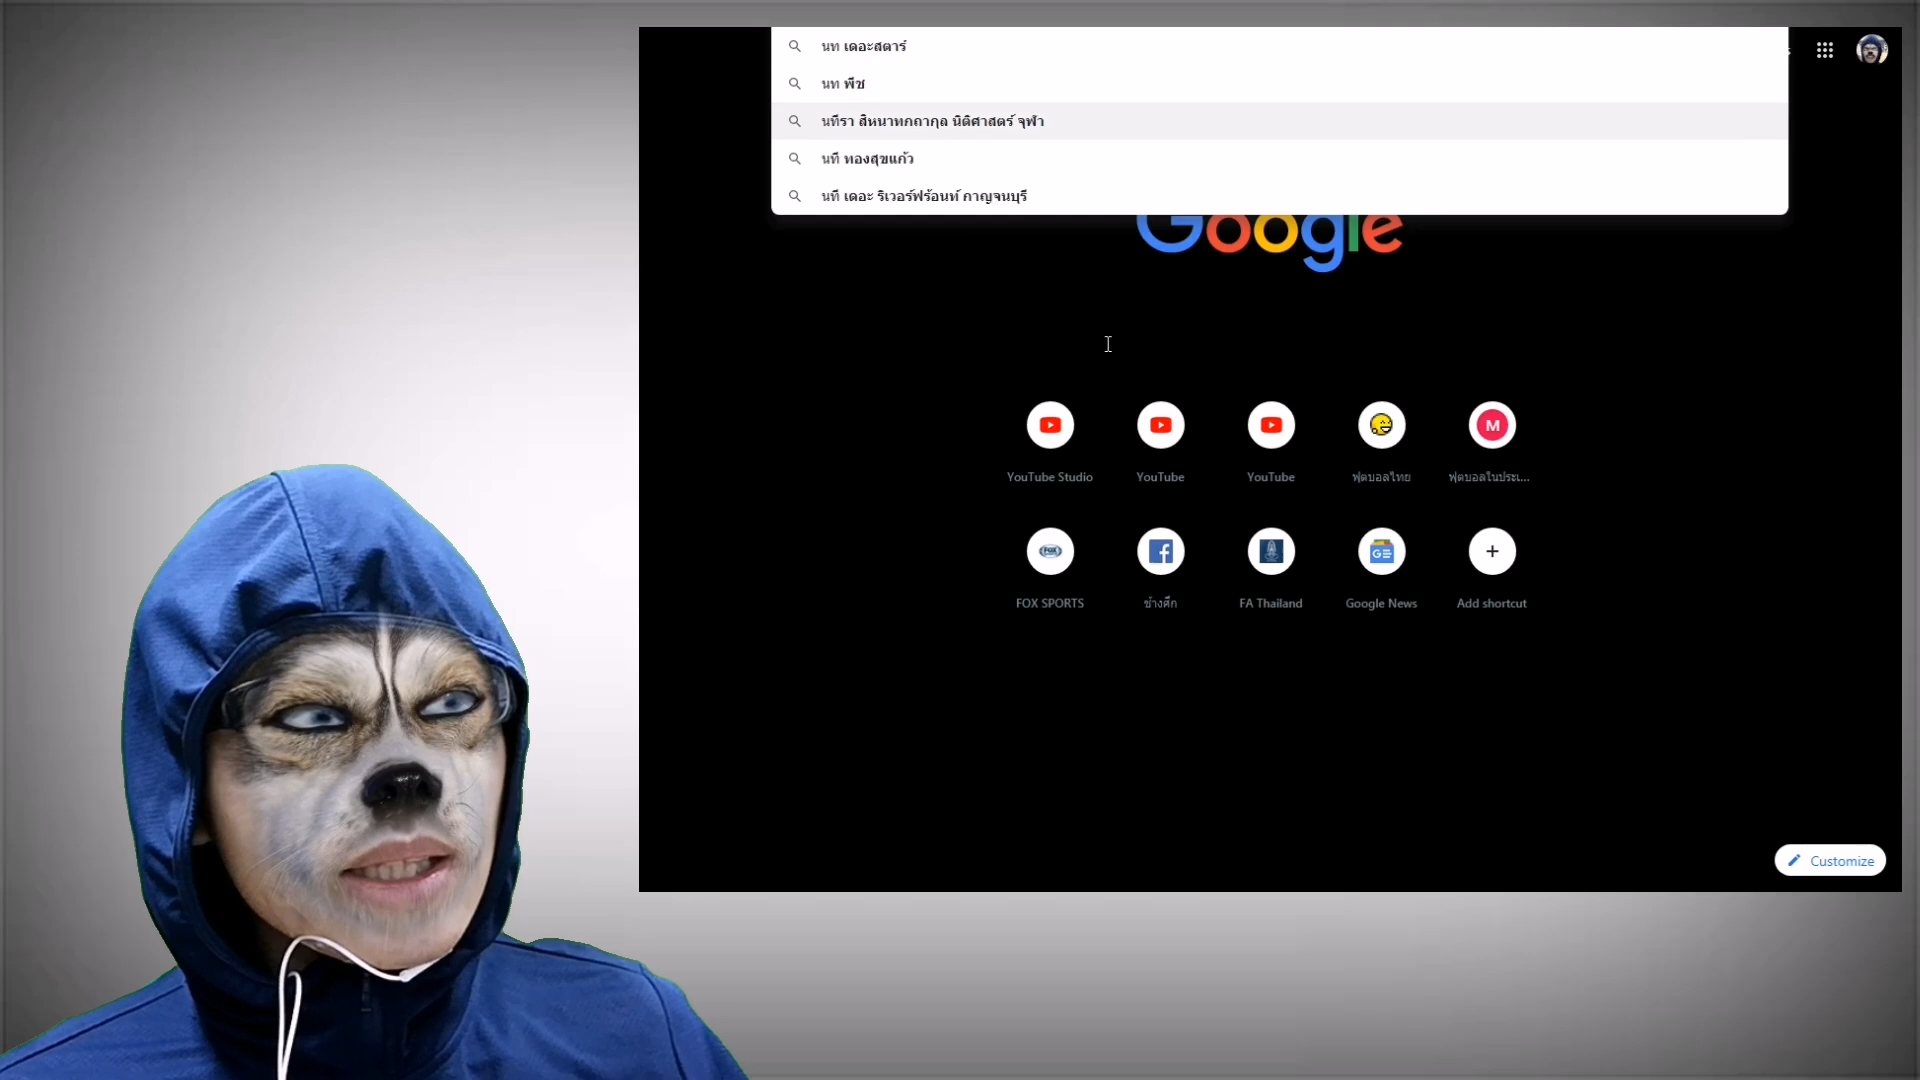 นท เดอะสตาร์
นท พีช
นทีรา สิหนาทกถากุล นิติศาสตร์ จุฬา
นที ทองสุขแก้ว
นที เดอะ ริเวอร์ฟร้อนท์ กาญจนบุรี
Google
M
YouTube Studio
YouTube
YouTube
ฟุตบอลไทย
ฟุตบอลในประเ...
FOX
GE
FOX SPORTS
ช้างศึก
FA Thailand
Google News
Add shortcut
Customize